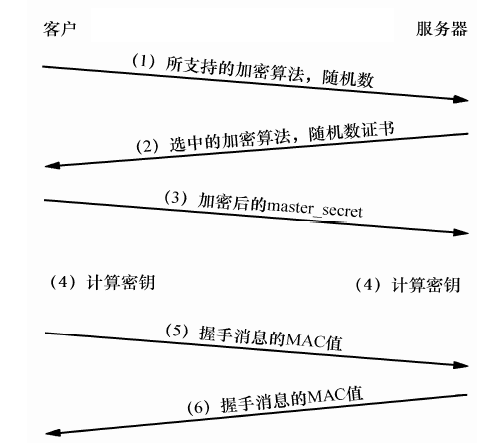 客户
服务器
（1）所支持的加密算法，随机数
（2）选中的加密算法，随机数证书
（3）加密后的master_secret
（4）计算密钥
（4）计算密钥
（5）握手消息的MAC值
（6）握手消息的MAC值